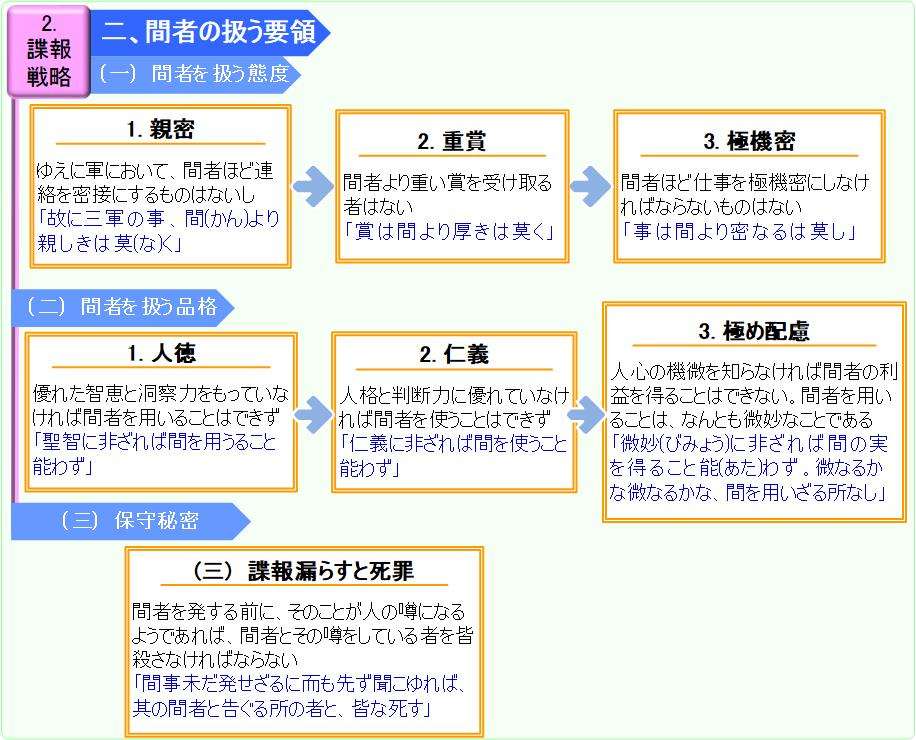 2.
諜報
戦略
二、間者の扱う要領
(一) 間者を扱う態度
1. 親密
ゆえに軍において、間者ほど連
絡を密接にするものはないし
「故に三軍の事、間(かん)より
親しきは莫(な)く」
2. 重賞
間者より重い賞を受け取る
者はない
「賞は間より厚きは莫く」
3. 極機密
間者ほど仕事を極機密にしなけ
ればならないものはない
「事は間より密なるは莫し」
(二) 間者を扱う品格
1. 人徳
優れた智恵と洞察力をもっていな
ければ間者を用いることはできず
「聖智に非ざれば間を用うること
能わず」
2. 仁義
人格と判断力に優れていなけ
れば間者を使うことはできず
「仁義に非ざれば間を使うこと
能わず」
3. 極め配慮
人心の機微を知らなければ間者の利
益を得ることはできない。間者を用い
ることは、なんとも微妙なことである
「微妙(びみょう)に非ざれば間の実
を得ること能(あた)わず。微なるか
な微なるかな、間を用いざる所なし」
(三) 保守秘密
(三) 諜報漏らすと死罪
間者を発する前に、そのことが人の噂になる
ようであれば、間者とその噂をしている者を皆
殺さなければならない
「間事未だ発せざるに而も先ず聞こゆれば、
其の間者と告ぐる所の者と、皆な死す」